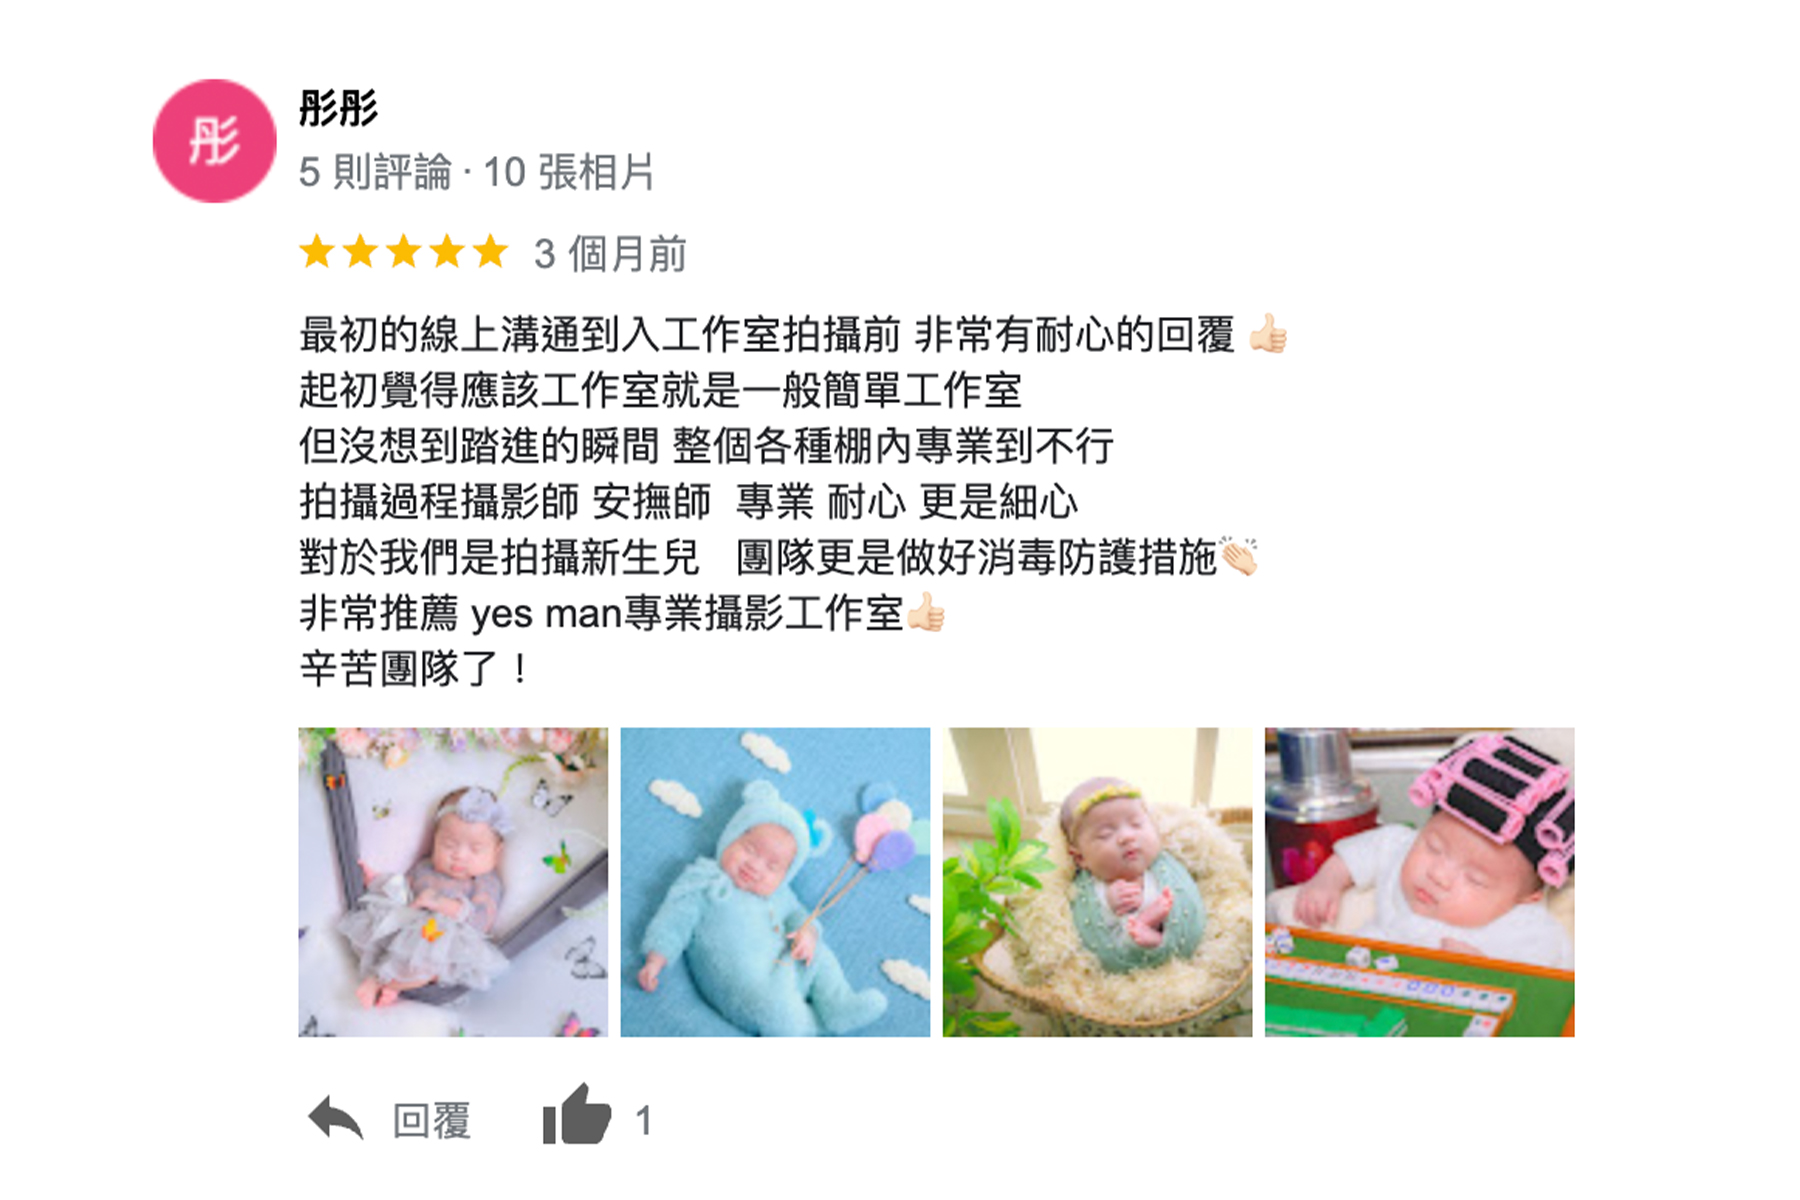 彤
彤彤
5 則評論 · 10 張相片
3 個月前
最初的線上溝通到入工作室拍攝前 非常有耐心的回覆 👍🏻
起初覺得應該工作室就是一般簡單工作室
但沒想到踏進的瞬間 整個各種棚內專業到不行
拍攝過程攝影師 安撫師  專業 耐心 更是細心
對於我們是拍攝新生兒   團隊更是做好消毒防護措施👏🏻
非常推薦 yes man專業攝影工作室👍🏻
辛苦團隊了！
回覆
1